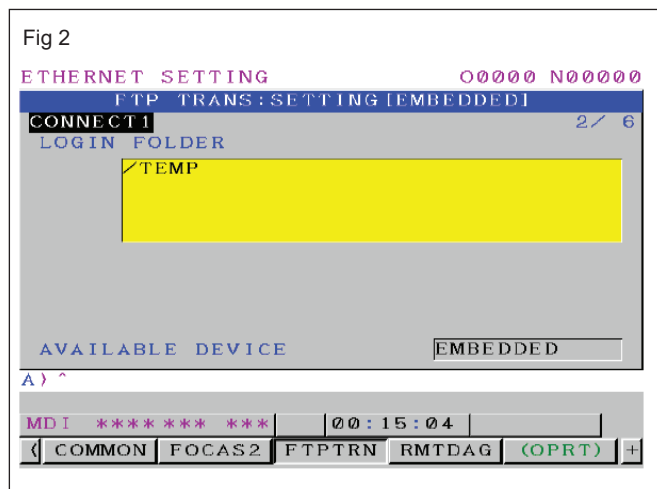 Fig 2
ETHERNET SETTING O0000 N00000
FTP TRANS:SETTING[EMBEDDED]
CONNECT1 2/ 6
LOGIN FOLDER
/TEMP
AVAILABLE DEVICE EMBEDDED
A) ^
MDI **** *** *** 00:15:04
( COMMON FOCAS2 FTPTRN RMTDAG (OPRT) +